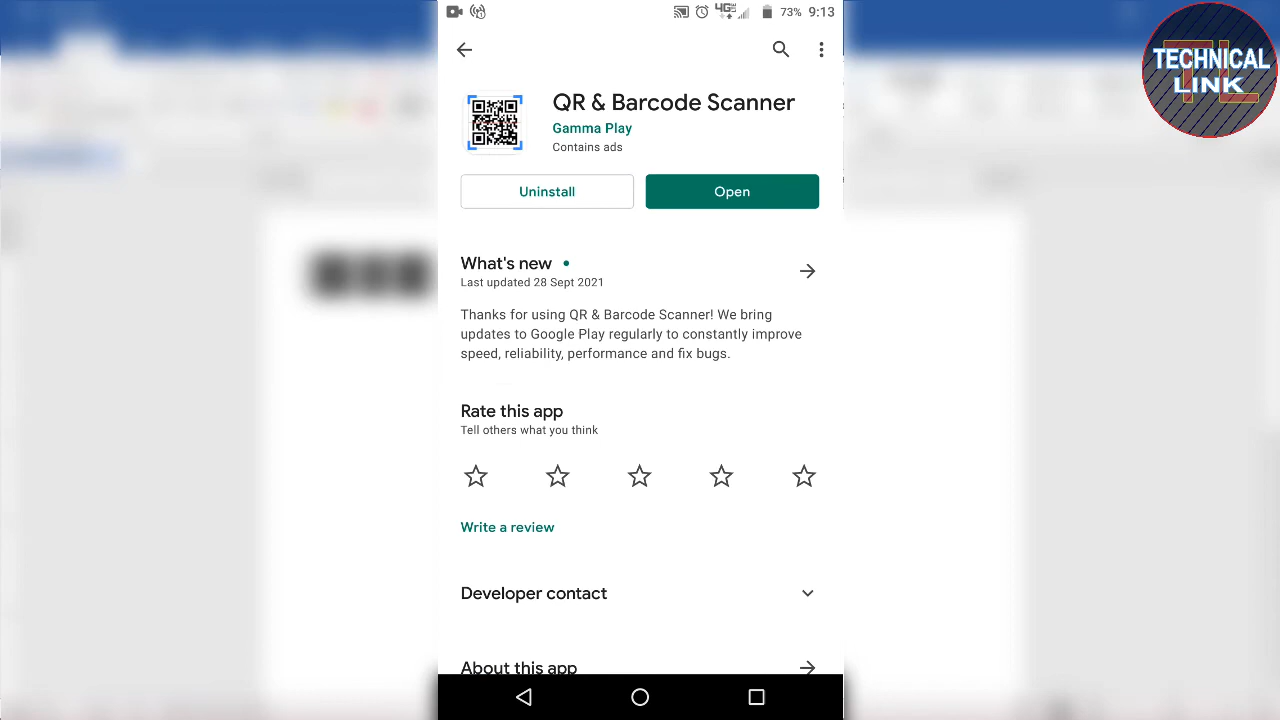 73% 9:13
TECHNICAL
LINK
QR & Barcode Scanner
Gamma Play
Contains ads
Uninstall
Open
What's new
Last updated 28 Sept 2021
Thanks for using QR & Barcode Scanner! We bring
updates to Google Play regularly to constantly improve
speed, reliability, performance and fix bugs.
Rate this app
Tell others what you think
Write a review
Developer contact
About this app